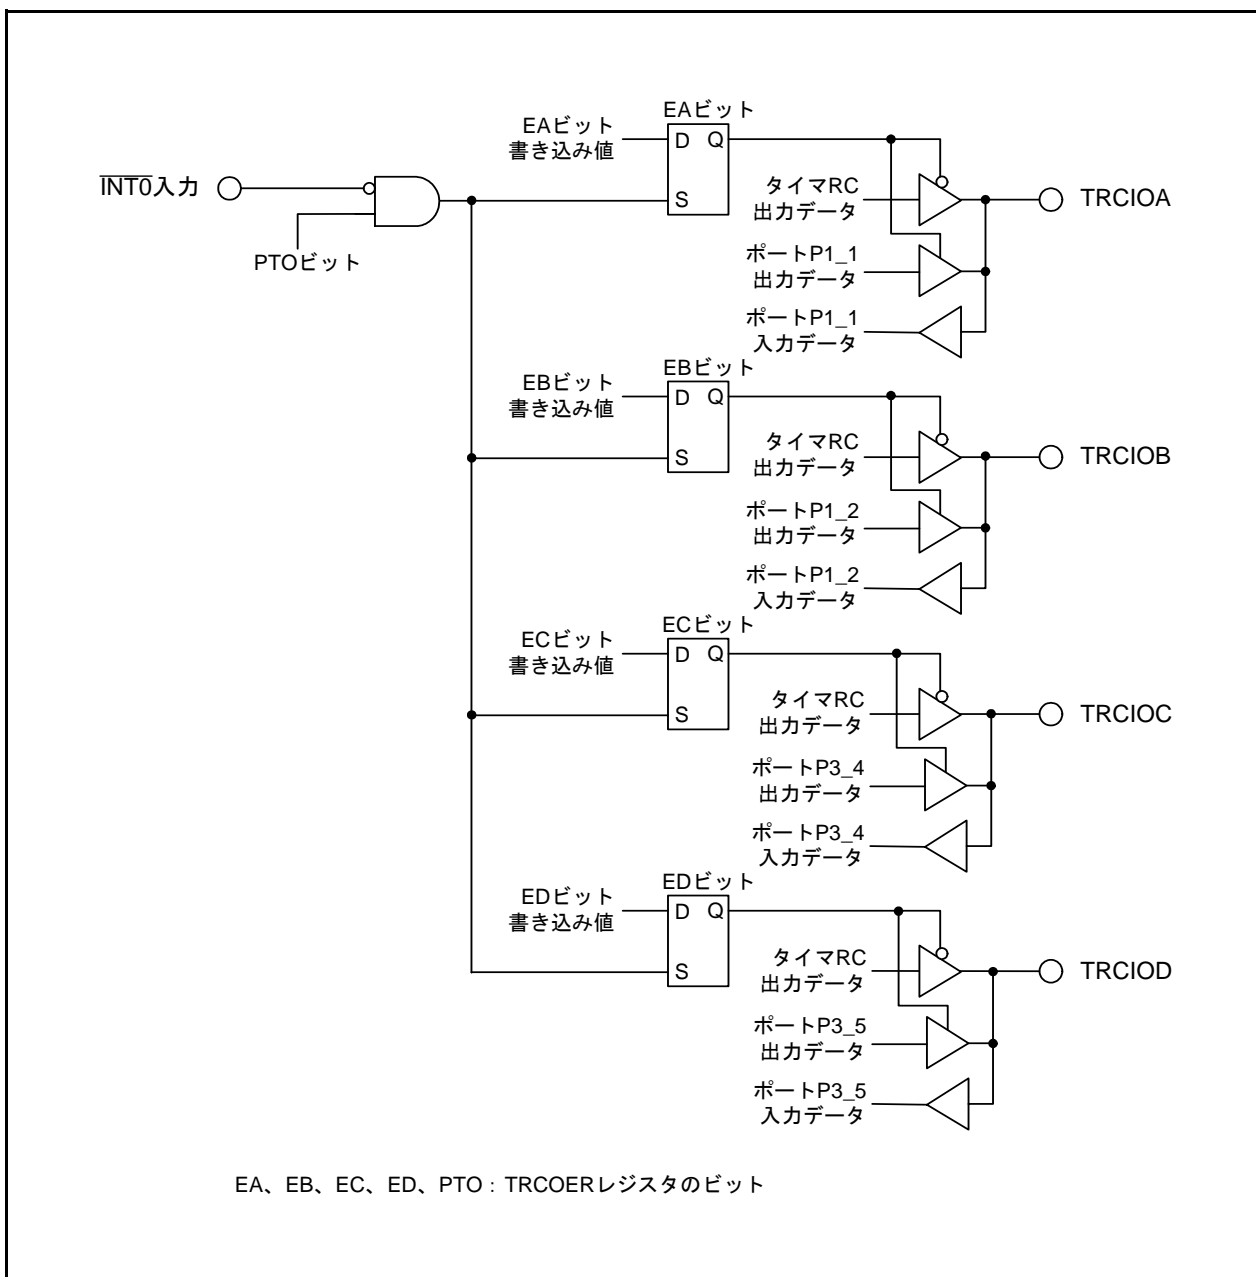 EAビット
EAビット
書き込み値
D Q
S
INT0入力
PTOビット
タイマRC
出力データ
TRCIOA
ポートP1_1
出力データ
ポートP1_1
入力データ
EBビット
EBビット
書き込み値
D Q
S
タイマRC
出力データ
TRCIOB
ポートP1_2
出力データ
ポートP1_2
入力データ
ECビット
ECビット
書き込み値
D Q
S
タイマRC
出力データ
TRCIOC
ポートP3_4
出力データ
ポートP3_4
入力データ
EDビット
EDビット
書き込み値
D Q
S
タイマRC
出力データ
TRCIOD
ポートP3_5
出力データ
ポートP3_5
入力データ
EA、EB、EC、ED、PTO：TRCOERレジスタのビット